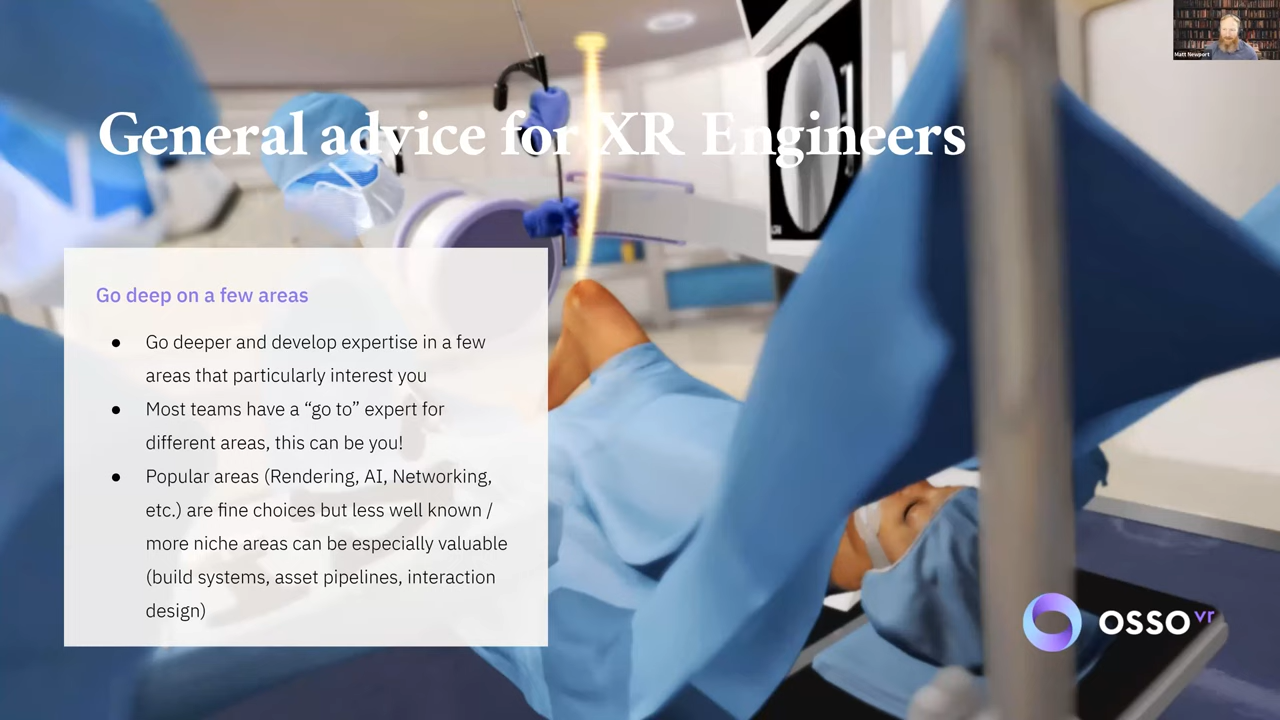 Matt Newport
General advice for XR Engineers
Go deep on a few areas
● Go deeper and develop expertise in a few
areas that particularly interest you
● Most teams have a “go to” expert for
different areas, this can be you!
● Popular areas (Rendering, AI, Networking,
etc.) are fine choices but less well known /
more niche areas can be especially valuable
(build systems, asset pipelines, interaction
design)
OSSO vr